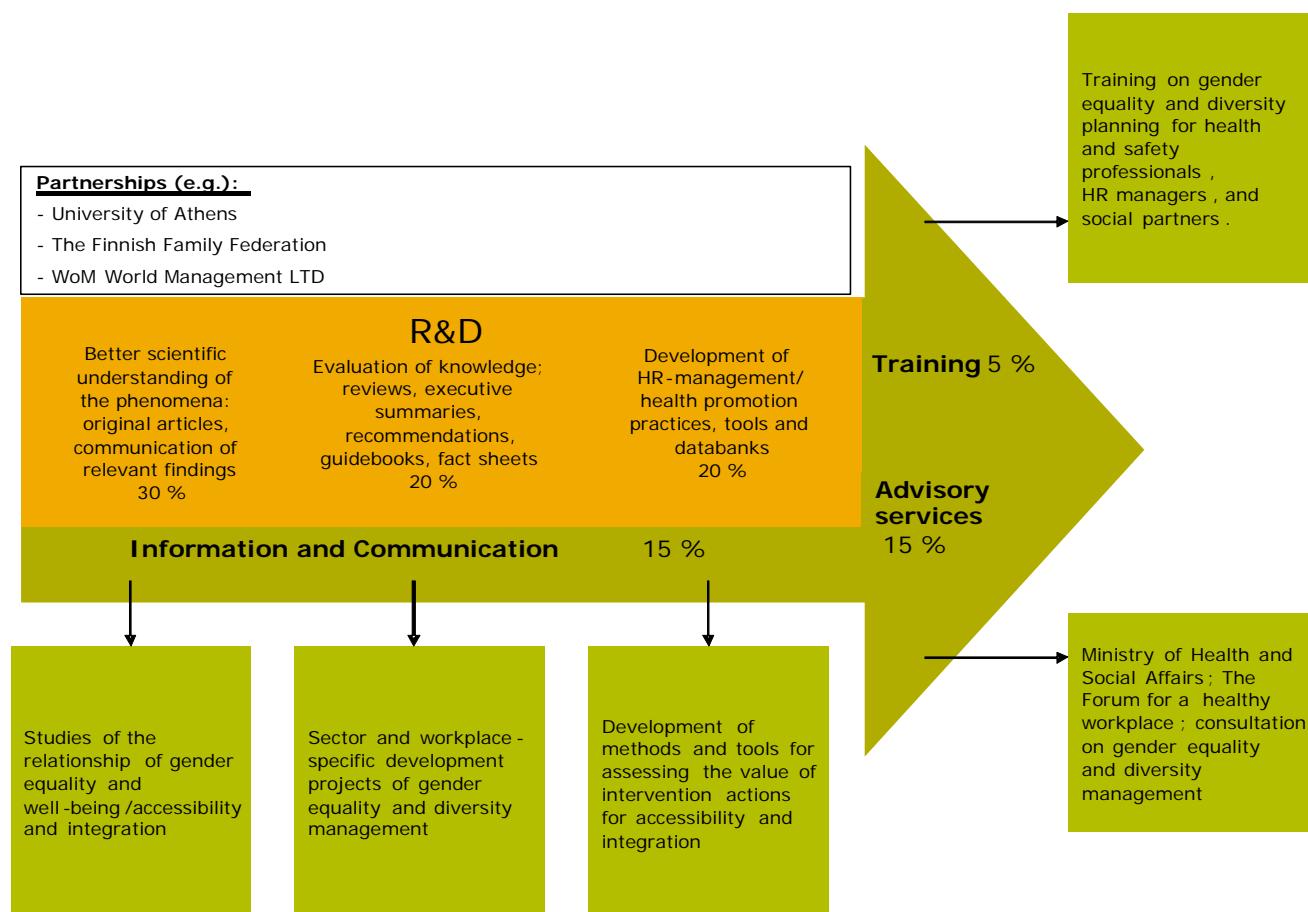 Training on gender
equality and diversity
planning for health
and safety
professionals ,
HR managers , and
social partners .
Partnerships (e.g.):
- University of Athens
- The Finnish Family Federation
- WoM World Management LTD
R&D
Better scientific
understanding of
the phenomena:
original articles,
communication of
relevant findings
30 %
Evaluation of knowledge;
reviews, executive
summaries,
recommendations,
guidebooks, fact sheets
20 %
Development of
HR-management/
health promotion
practices, tools and
databanks
20 %
Training 5 %
Advisory
services
15 %
Information and Communication 15 %
Studies of the
relationship of gender
equality and
well-being/accessibility
and integration
Sector and workplace-
specific development
projects of gender
equality and diversity
management
Development of
methods and tools for
assessing the value of
intervention actions
for accessibility and
integration
Ministry of Health and
Social Affairs; The
Forum for a healthy
workplace; consultation
on gender equality
and diversity
management